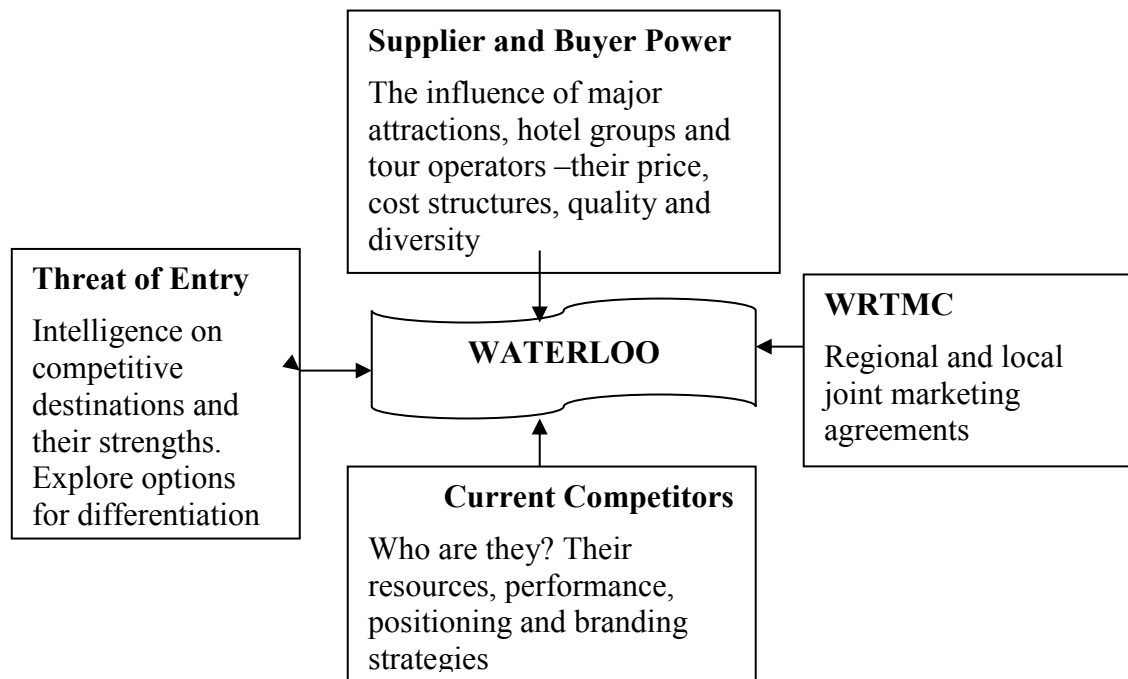 Supplier and Buyer Power
The influence of major
attractions, hotel groups and
tour operators –their price,
cost structures, quality and
diversity
Threat of Entry
Intelligence on
competitive
destinations and
their strengths.
Explore options
for differentiation
WATERLOO
WRTMC
Regional and local
joint marketing
agreements
Current Competitors
Who are they? Their
resources, performance,
positioning and branding
strategies